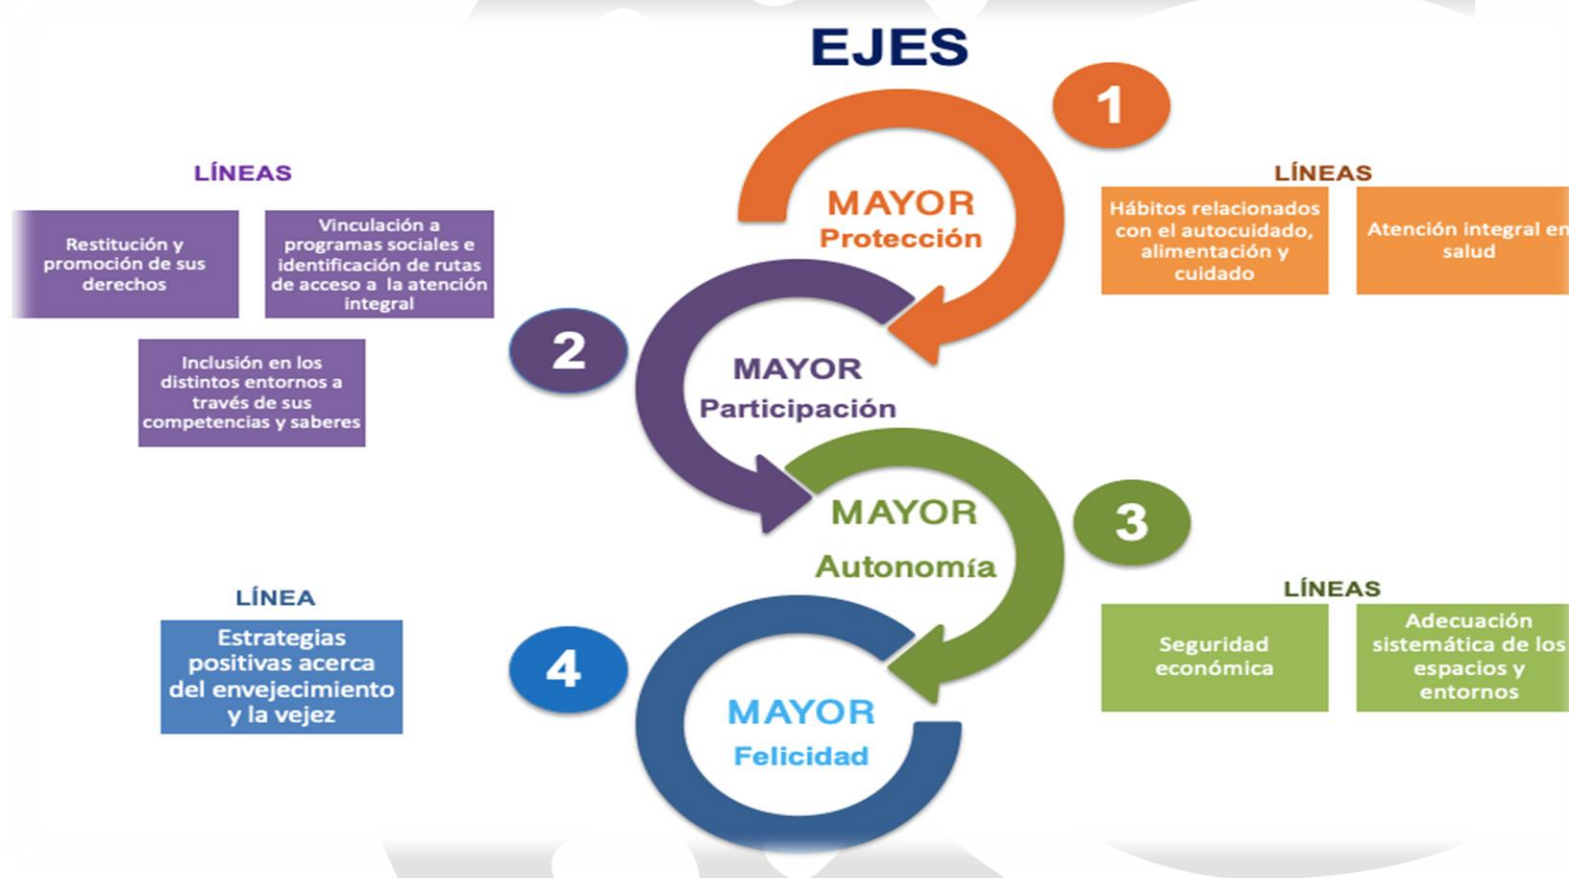 EJES
1
MAYOR
Protección
LÍNEAS
Hábitos relacionados
con el autocuidado,
alimentación y
cuidado
Atención integral en
salud
2
MAYOR
Participación
LÍNEAS
Restitución y
promoción de sus
derechos
Vinculación a
programas sociales e
identificación de rutas
de acceso a la atención
integral
Inclusión en los
distintos entornos a
través de sus
competencias y saberes
3
MAYOR
Autonomía
LÍNEAS
Seguridad
económica
Adecuación
sistemática de los
espacios y
entornos
4
MAYOR
Felicidad
LÍNEA
Estrategias
positivas acerca
del envejecimiento
y la vejez